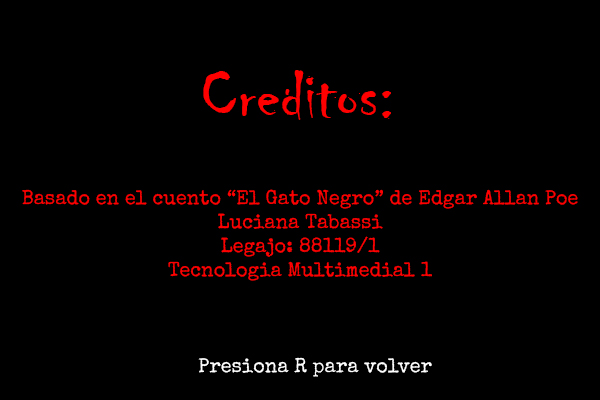 Creditos:
Basado en el cuento “El Gato Negro” de Edgar Allan Poe
Luciana Tabassi
Legajo: 88119/1
Tecnologia Multimedial 1
Presiona R para volver